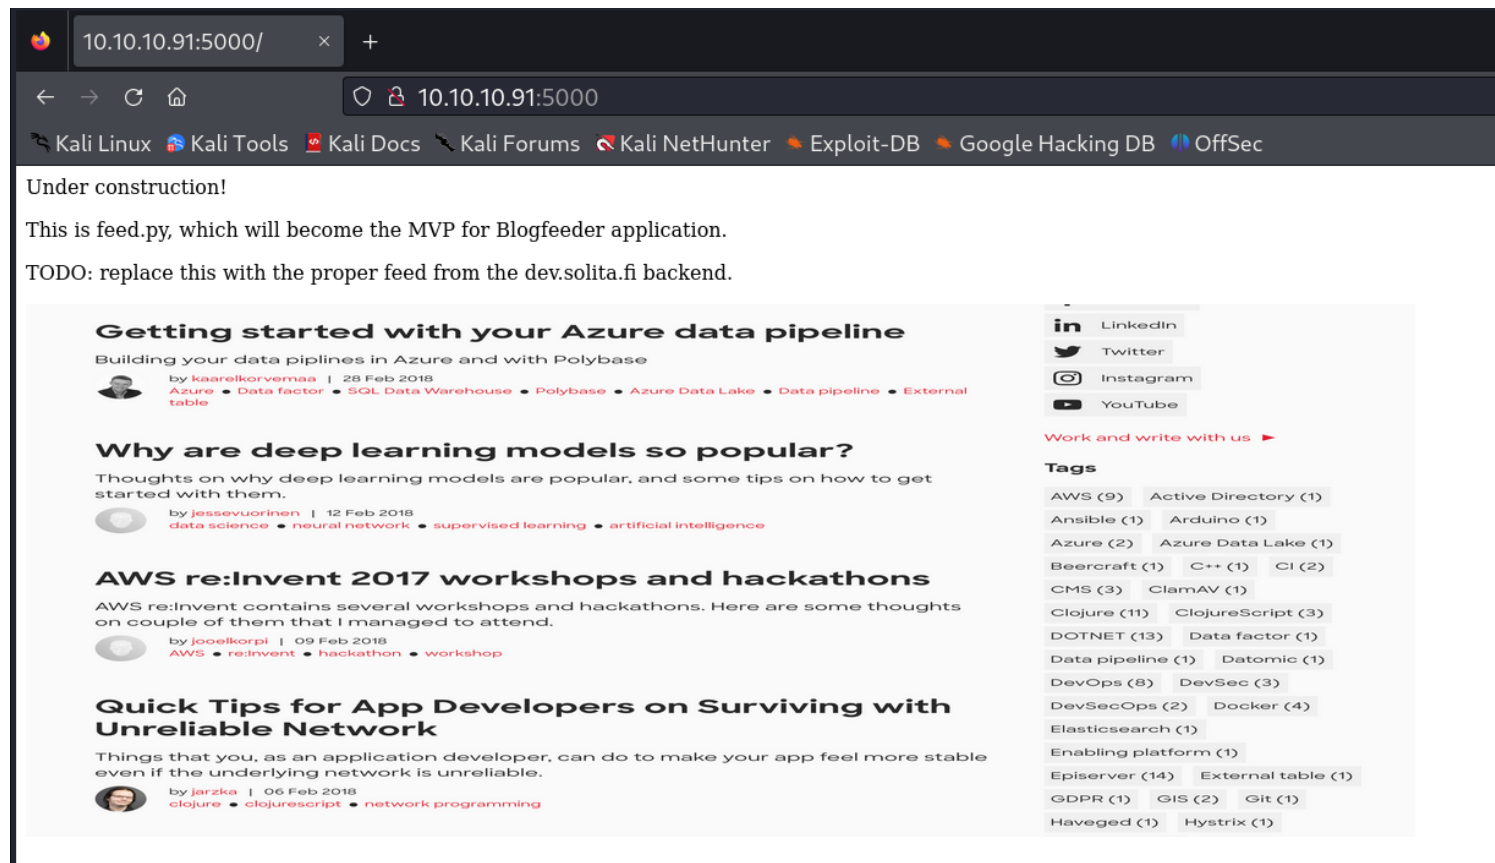 10.10.10.91:5000/
10.10.10.91:5000
Kali Linux Kali Tools Kali Docs Kali Forums Kali NetHunter Exploit-DB Google Hacking DB OffSec
Under construction!
This is feed.py, which will become the MVP for Blogfeeder application.
TODO: replace this with the proper feed from the dev.solita.fi backend.
Getting started with your Azure data pipeline
Building your data piplines in Azure and with Polybase
by kaarelkorvemaa | 28 Feb 2018
Azure • Data factor • SQL Data Warehouse • Polybase • Azure Data Lake • Data pipeline • External
table
Why are deep learning models so popular?
Thoughts on why deep learning models are popular, and some tips on how to get
started with them.
by jessevuorinen | 12 Feb 2018
data science • neural network • supervised learning • artificial intelligence
AWS re:Invent 2017 workshops and hackathons
AWS re:Invent contains several workshops and hackathons. Here are some thoughts
on couple of them that I managed to attend.
by jooelkorpi | 09 Feb 2018
AWS • re:Invent • hackathon • workshop
Quick Tips for App Developers on Surviving with
Unreliable Network
Things that you, as an application developer, can do to make your app feel more stable
even if the underlying network is unreliable.
by jarzka | 06 Feb 2018
clojure • clojurescript • network programming
LinkedIn
Twitter
Instagram
YouTube
Work and write with us ►
Tags
AWS (9) Active Directory (1)
Ansible (1) Arduino (1)
Azure (2) Azure Data Lake (1)
Beercraft (1) C++ (1) CI (2)
CMS (3) ClamAV (1)
Clojure (11) ClojureScript (3)
DOTNET (13) Data factor (1)
Data pipeline (1) Datomic (1)
DevOps (8) DevSec (3)
DevSecOps (2) Docker (4)
Elasticsearch (1)
Enabling platform (1)
Episerver (14) External table (1)
GDPR (1) GIS (2) Git (1)
Haveged (1) Hystrix (1)